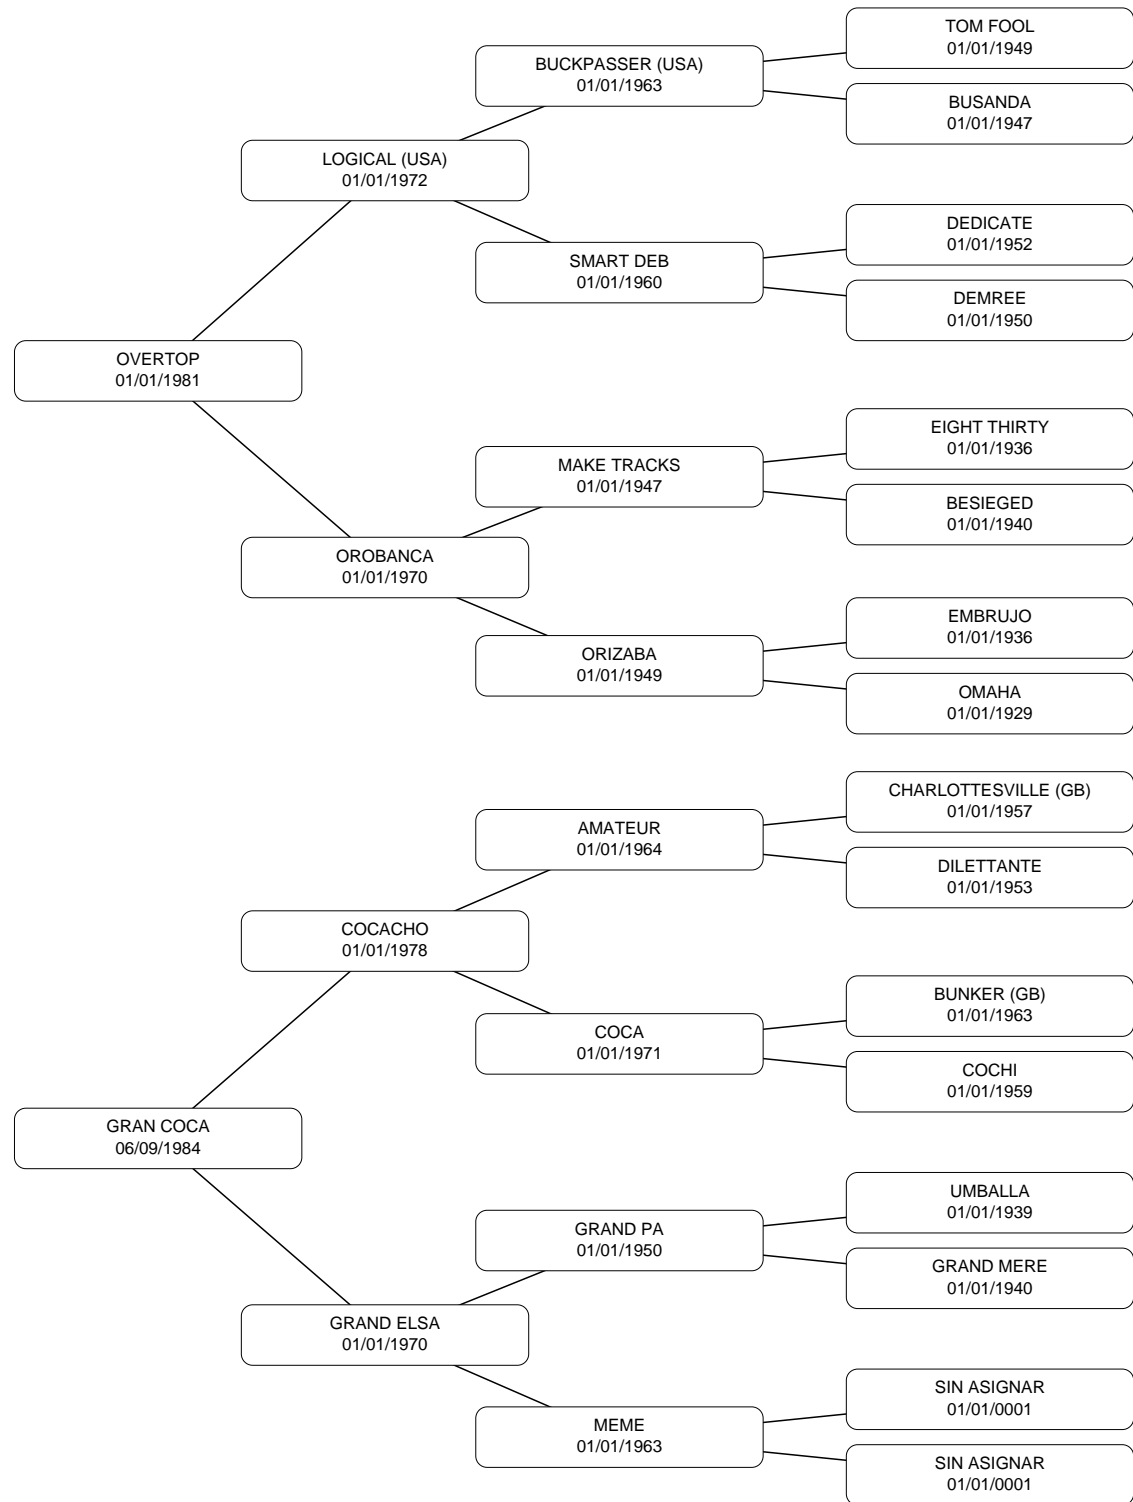 TOM FOOL
01/01/1949
BUCKPASSER (USA)
01/01/1963
BUSANDA
01/01/1947
LOGICAL (USA)
01/01/1972
DEDICATE
01/01/1952
SMART DEB
01/01/1960
DEMREE
01/01/1950
OVERTOP
01/01/1981
EIGHT THIRTY
01/01/1936
MAKE TRACKS
01/01/1947
BESIEGED
01/01/1940
OROBANCA
01/01/1970
EMBRUJO
01/01/1936
ORIZABA
01/01/1949
OMAHA
01/01/1929
CHARLOTTESVILLE (GB)
01/01/1957
AMATEUR
01/01/1964
DILETTANTE
01/01/1953
COCACHO
01/01/1978
BUNKER (GB)
01/01/1963
COCA
01/01/1971
COCHI
01/01/1959
GRAN COCA
06/09/1984
UMBALLA
01/01/1939
GRAND PA
01/01/1950
GRAND MERE
01/01/1940
GRAND ELSA
01/01/1970
SIN ASIGNAR
01/01/0001
MEME
01/01/1963
SIN ASIGNAR
01/01/0001